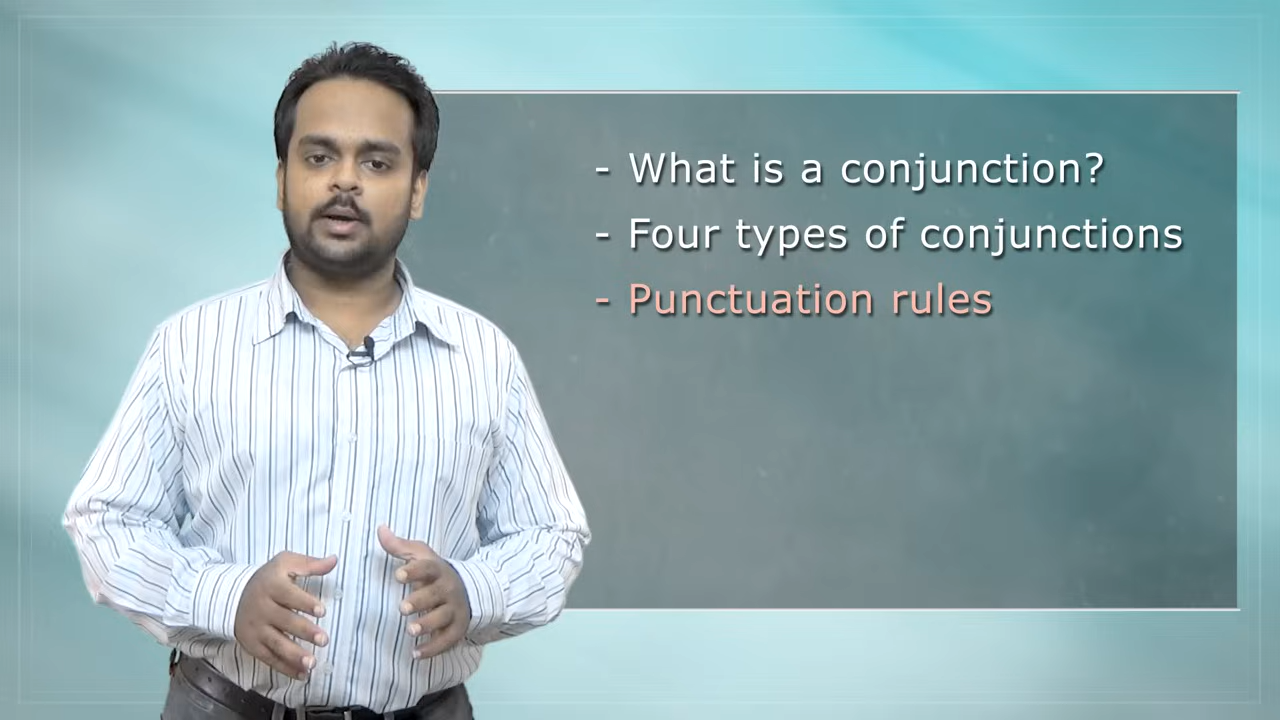 - What is a conjunction?
- Four types of conjunctions
- Punctuation rules